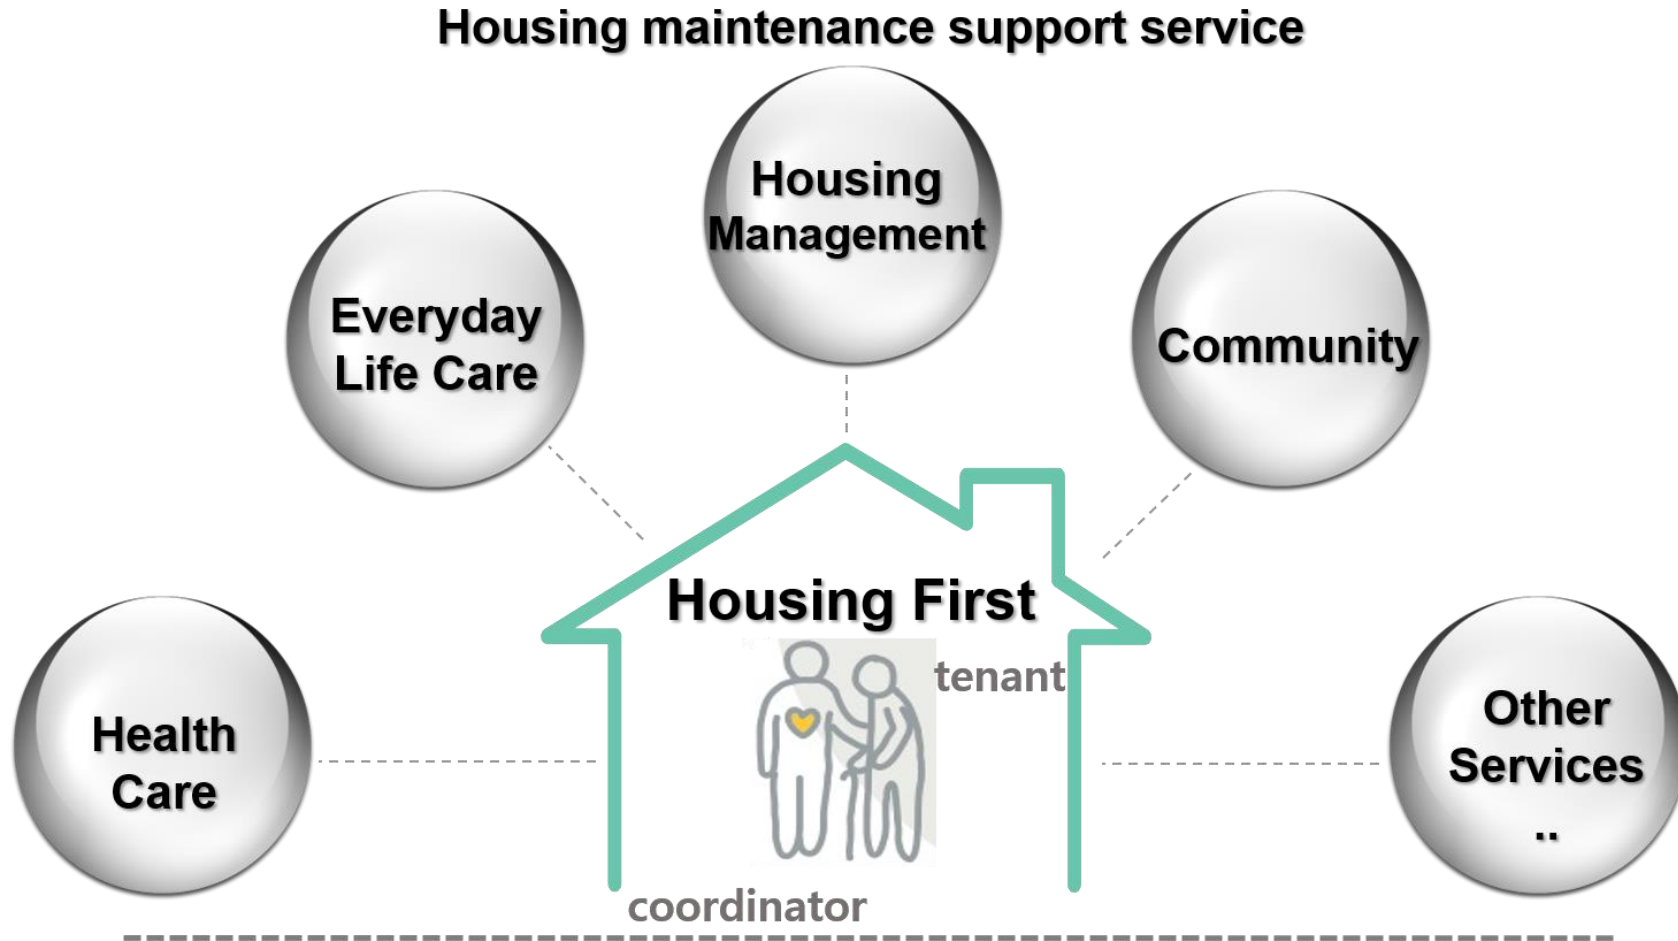 Housing maintenance support service
Housing
Management
Everyday
Life Care
Community
Housing First
tenant
Health
Care
Other
Services
..
coordinator